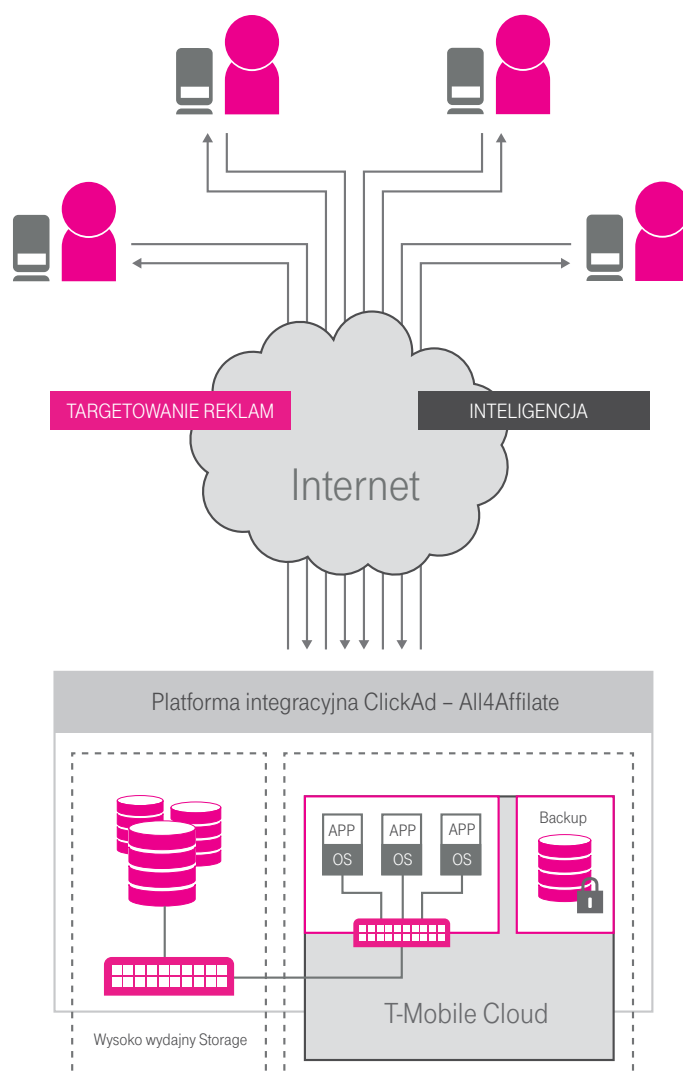 TARGETOWANIE REKLAM
INTELIGENCJA
Internet
Platforma integracyjna ClickAd – All4Affilate
APP
APP
APP
OS
OS
OS
Backup
T-Mobile Cloud
Wysoko wydajny Storage